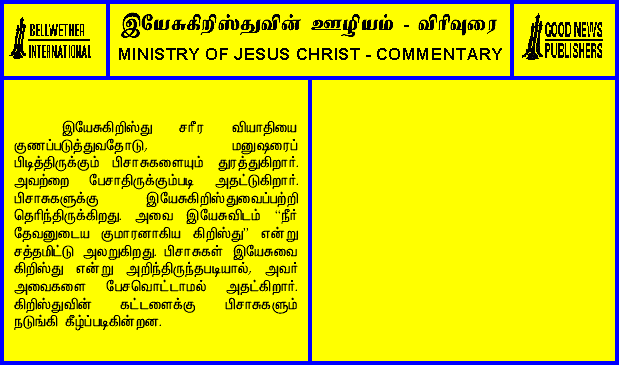 BELLWETHER
INTERNATIONAL
இயேசுகிறிஸ்துவின் ஊழியம் - விரிவுரை
MINISTRY OF JESUS CHRIST - COMMENTARY
GOOD NEWS
PUBLISHERS
இயேசுகிறிஸ்து சரீர வியாதியை
குணப்படுத்துவதோடு, மனுஷரைப்
பிடித்திருக்கும் பிசாசுகளையும் துரத்துகிறார்.
அவற்றை பேசாதிருக்கும்படி அதட்டுகிறார்.
பிசாசுகளுக்கு இயேசுகிறிஸ்துவைப்பற்றி
தெரிந்திருக்கிறது. அவை இயேசுவிடம் “நீர்
தேவனுடைய குமாரனாகிய கிறிஸ்து” என்று
சத்தமிட்டு அலறுகிறது. பிசாசுகள் இயேசுவை
கிறிஸ்து என்று அறிந்திருந்தபடியால், அவர்
அவைகளை பேசவொட்டாமல் அதட்கிறார்.
கிறிஸ்துவின் கட்டளைக்கு பிசாசுகளும்
நடுங்கி கீழ்ப்படிகின்றன.